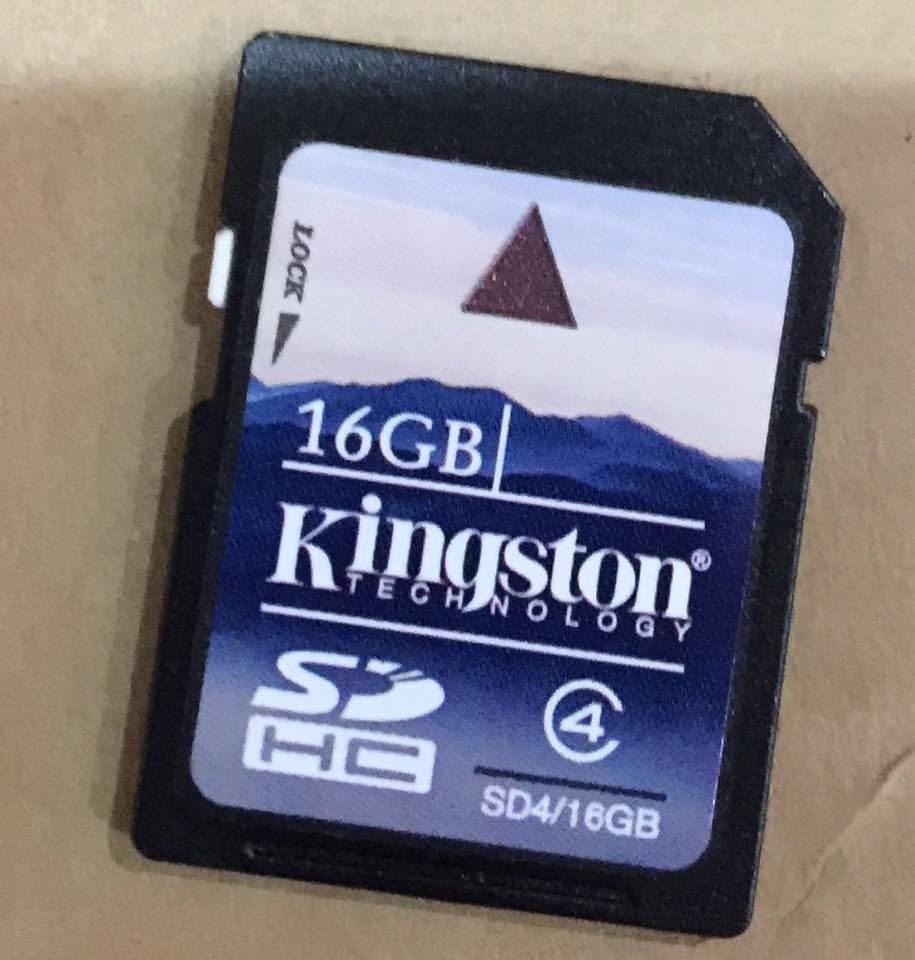 LOCK
16GB
Kingston®
TECHNOLOGY
SD
HC
4
SD4/16GB